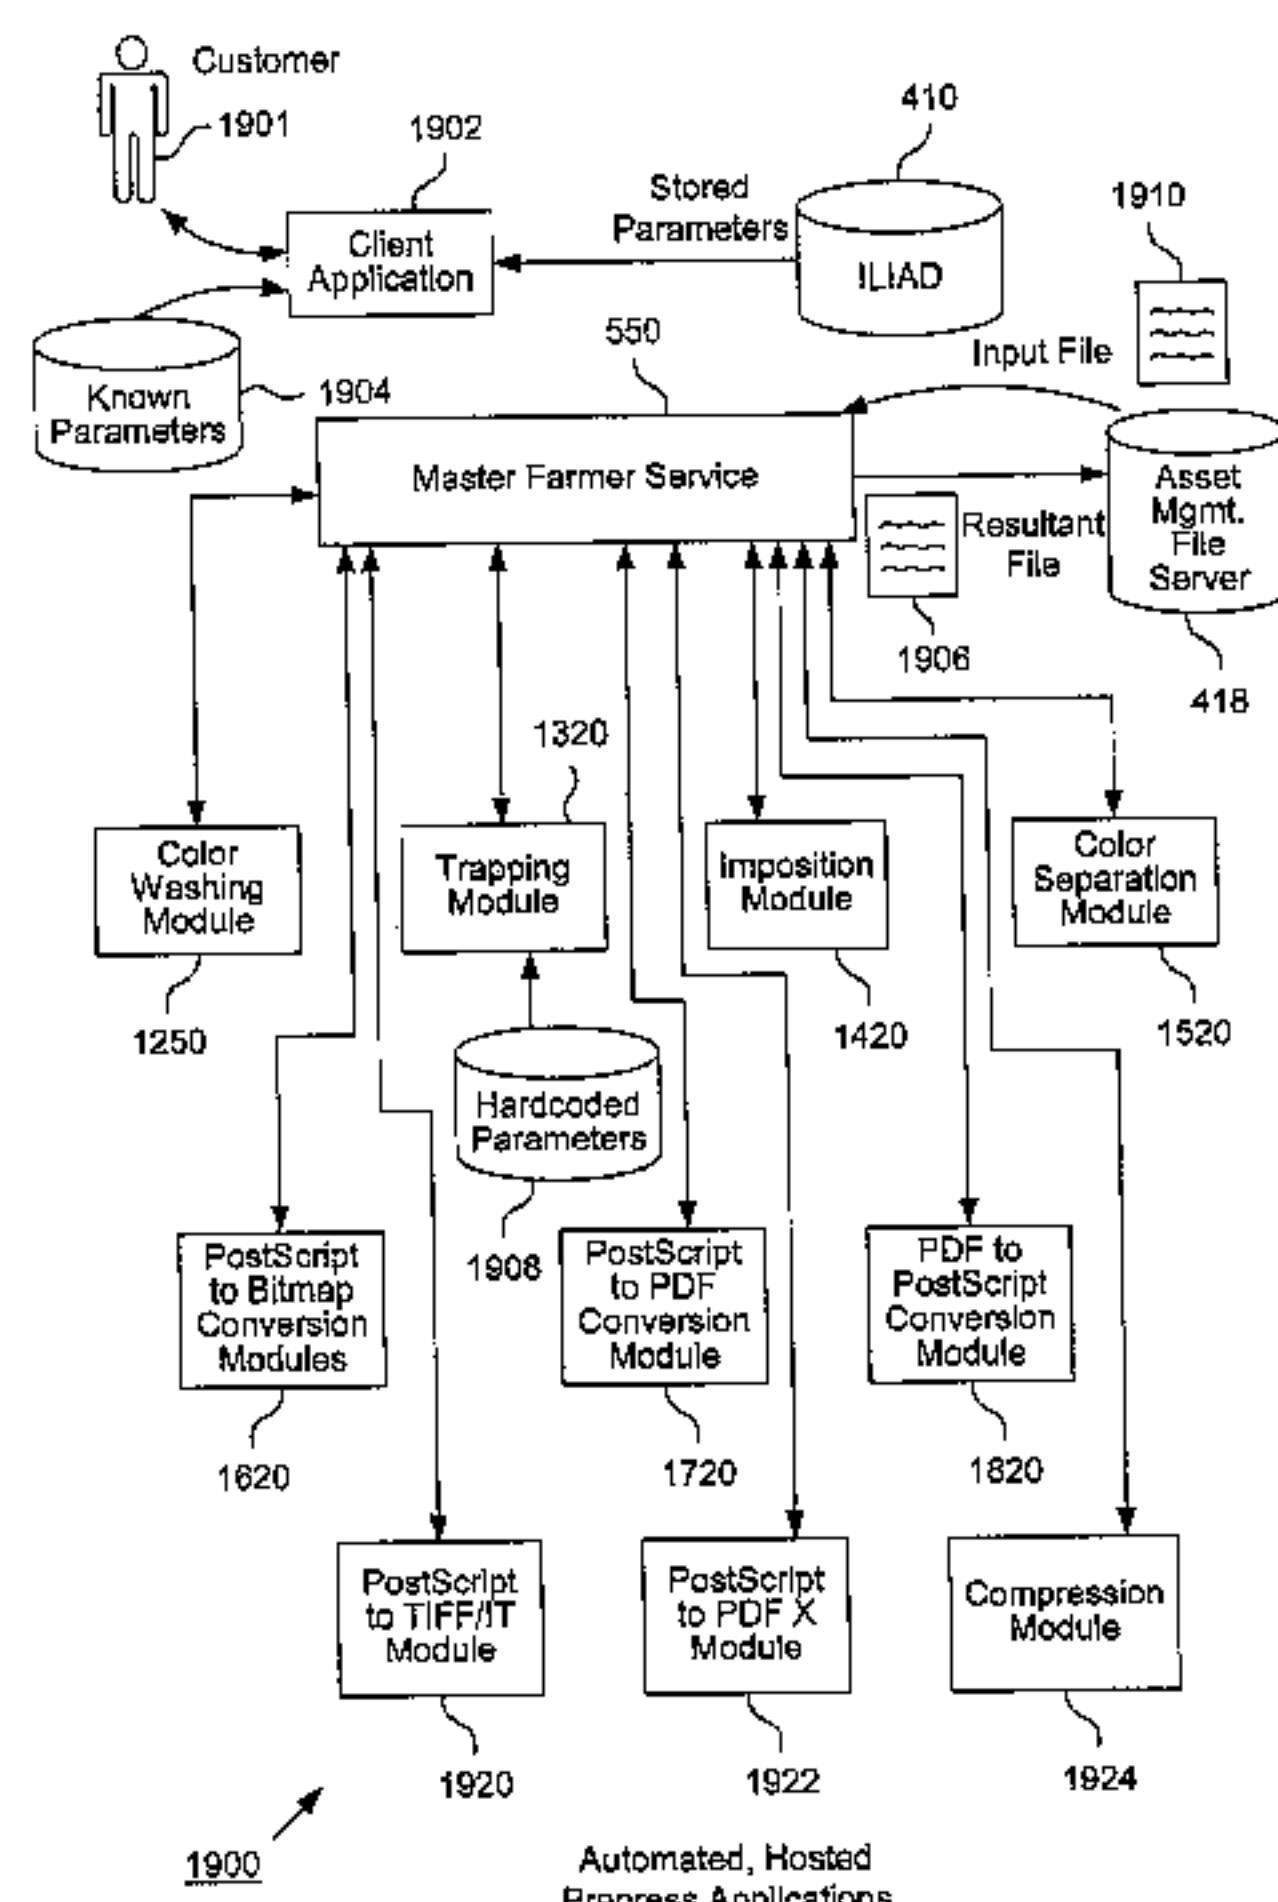 Customer
1901
1902
410
1910
Stored
Parameters
Client
Application
ILIAD
550
Input File
Known
Parameters
1904
Master Farmer Service
Asset
Mgmt.
File
Server
Resultant
File
1906
418
1320
Color
Washing
Module
Trapping
Module
Imposition
Module
Color
Separation
Module
1250
1420
1520
Hardcoded
Parameters
1908
PostScript
to Bitmap
Conversion
Modules
PostScript
to PDF
Conversion
Module
PDF to
PostScript
Conversion
Module
1620
1720
1820
PostScript
to TIFF/IT
Module
PostScript
to PDF X
Module
Compression
Module
1920
1922
1924
1900
Automated, Hosted
Prepress Applications